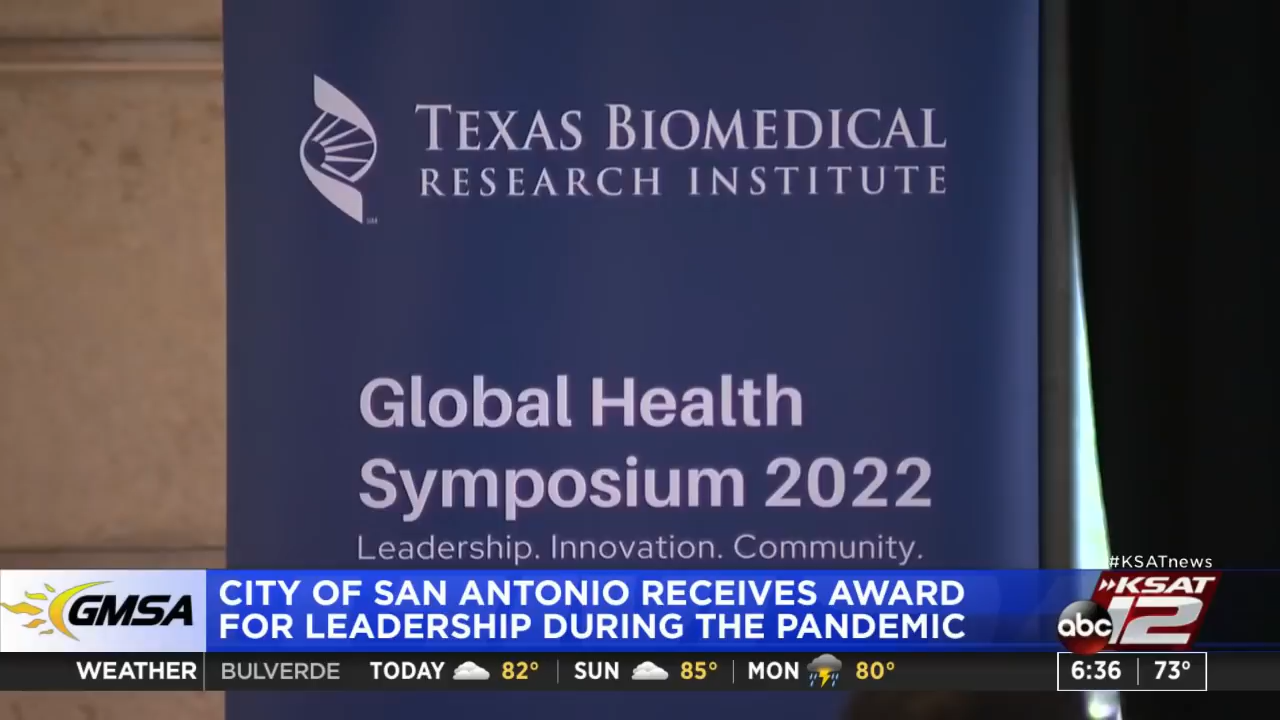 TEXAS BIOMEDICAL
RESEARCH INSTITUTE
Global Health
Symposium 2022
Leadership. Innovation. Community.
#KSATnews
GMSA
CITY OF SAN ANTONIO RECEIVES AWARD
FOR LEADERSHIP DURING THE PANDEMIC
abc
KSAT
12
WEATHER BULVERDE TODAY 82° SUN 85° MON 80° 6:36 73°